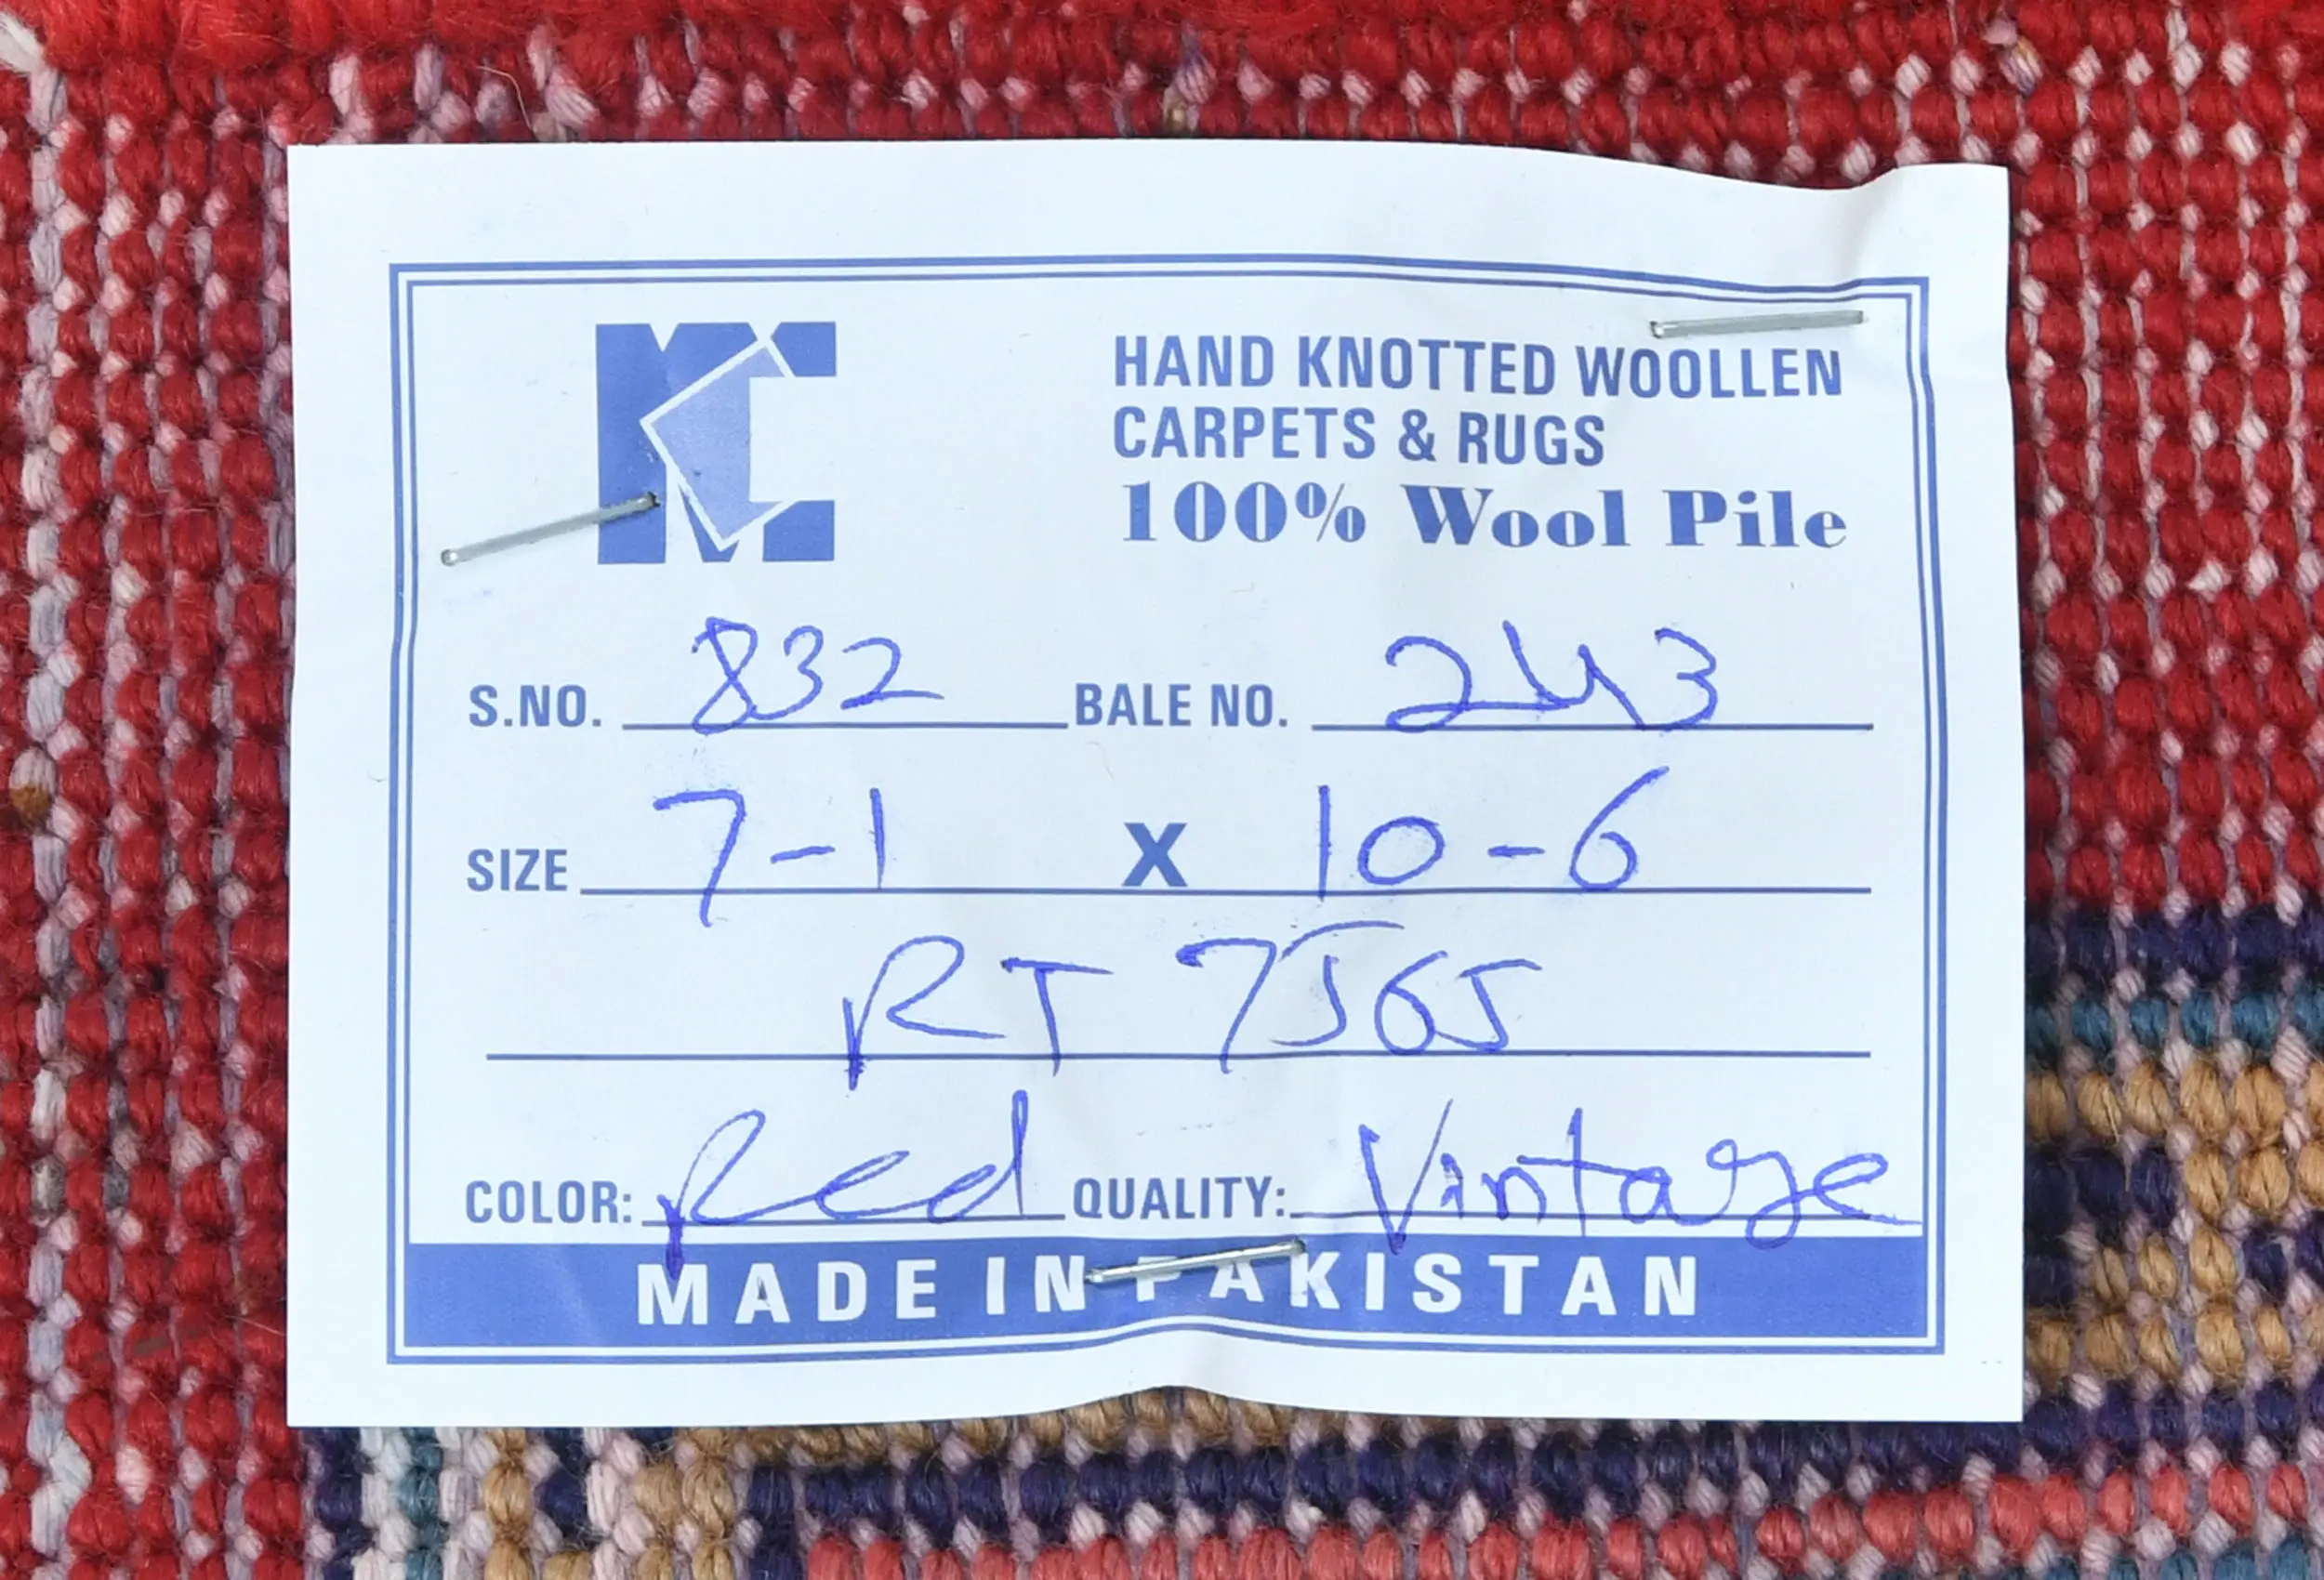 HAND KNOTTED WOOLLEN
CARPETS & RUGS
100% Wool Pile
S.NO. 832 BALE NO. 243
SIZE 7-1 X 10-6
RT 7565
COLOR: Red QUALITY: Vintage
MADE IN PAKISTAN